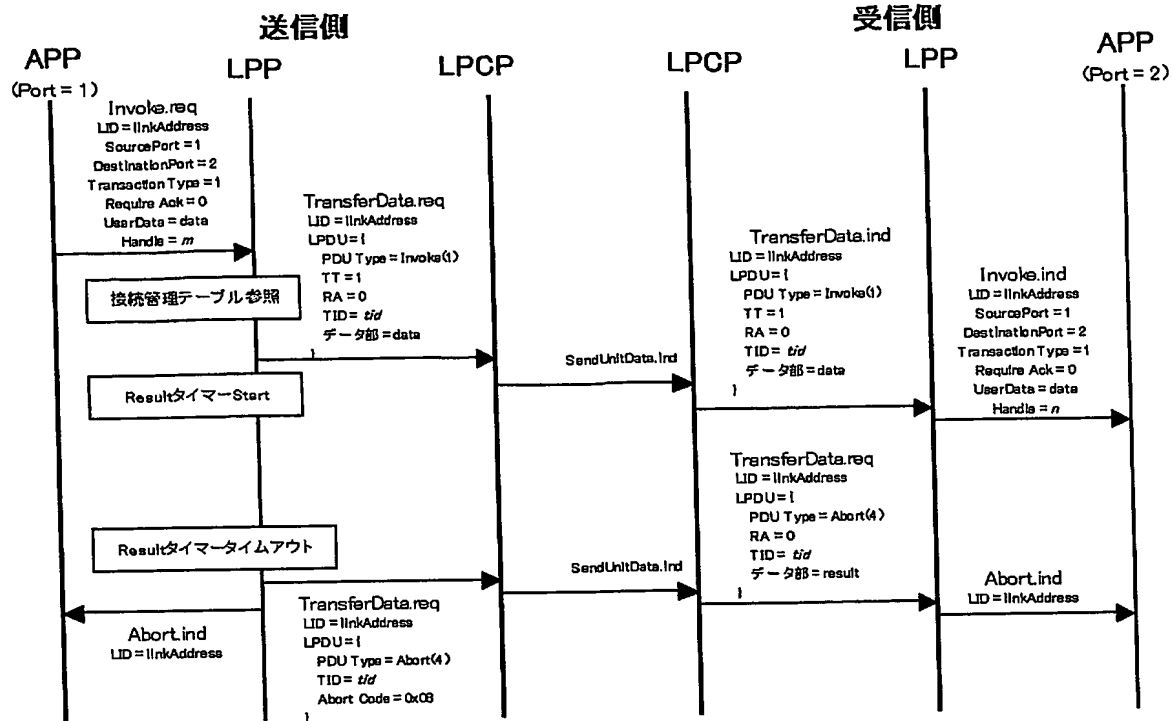 送信側
受信側
APP
(Port = 1)
LPP
LPCP
LPCP
LPP
APP
(Port = 2)
Invoke.req
LID = linkAddress
SourcePort = 1
DestinationPort = 2
Transaction Type = 1
Require Ack = 0
UserData = data
Handle = m
接続管理テーブル参照
TransferData.req
LID = linkAddress
LPDU = {
PDU Type = Invoke(1)
TT = 1
RA = 0
TID = tid
データ部 = data
}
ResultタイマーStart
SendUnitData.ind
TransferData.ind
LID = linkAddress
LPDU = {
PDU Type = Invoke(1)
TT = 1
RA = 0
TID = tid
データ部 = data
}
Invoke.ind
LID = linkAddress
SourcePort = 1
DestinationPort = 2
Transaction Type = 1
Require Ack = 0
UserData = data
Handle = n
Resultタイマータイムアウト
Abort.ind
LID = linkAddress
TransferData.req
LID = linkAddress
LPDU = {
PDU Type = Abort(4)
TID = tid
Abort Code = 0x03
}
SendUnitData.ind
TransferData.req
LID = linkAddress
LPDU = {
PDU Type = Abort(4)
RA = 0
TID = tid
データ部 = result
}
Abort.ind
LID = linkAddress